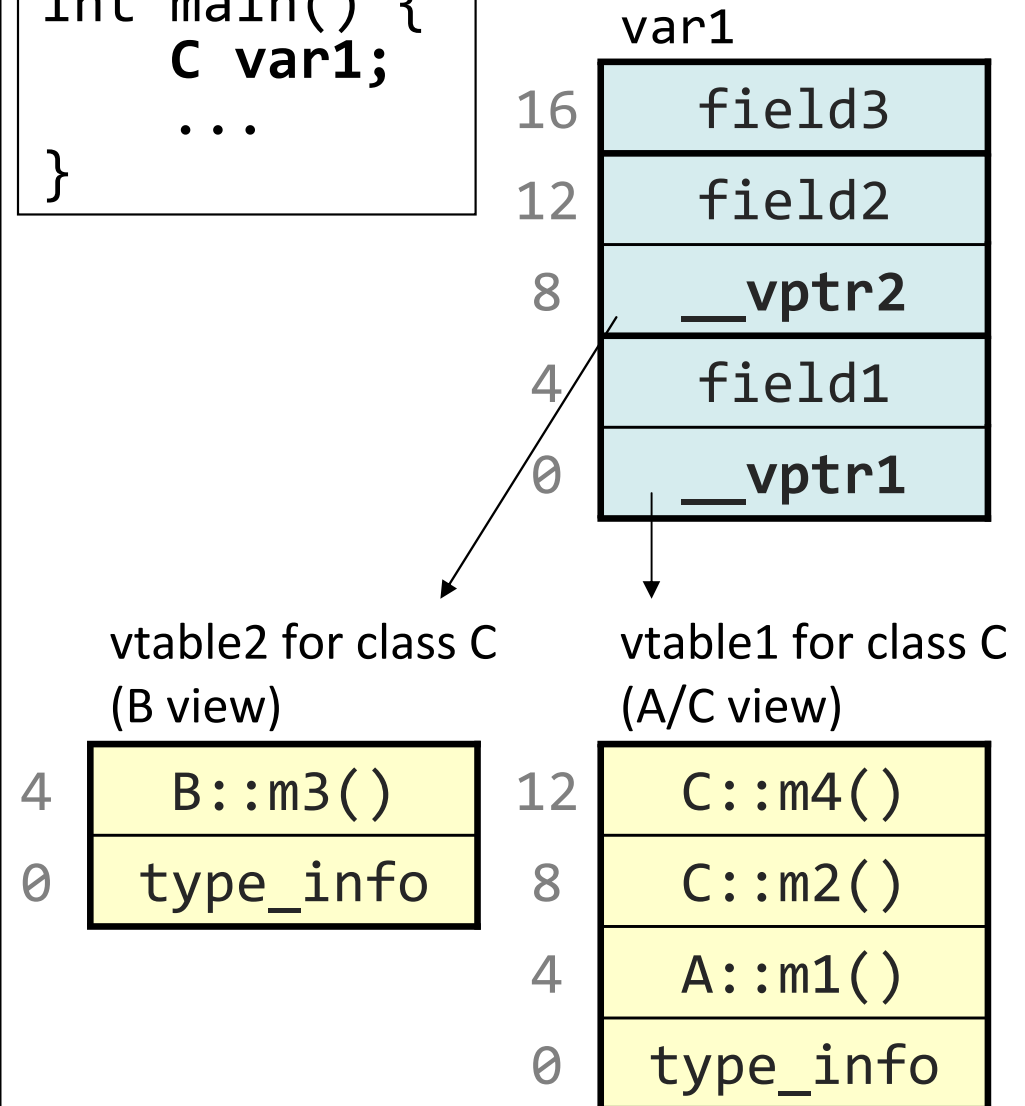 int main() {
C var1;
...
}
var1
16 field3
12 field2
8 __vptr2
4 field1
0 __vptr1
vtable2 for class C
(B view)
4 B::m3()
0 type_info
vtable1 for class C
(A/C view)
12 C::m4()
8 C::m2()
4 A::m1()
0 type_info